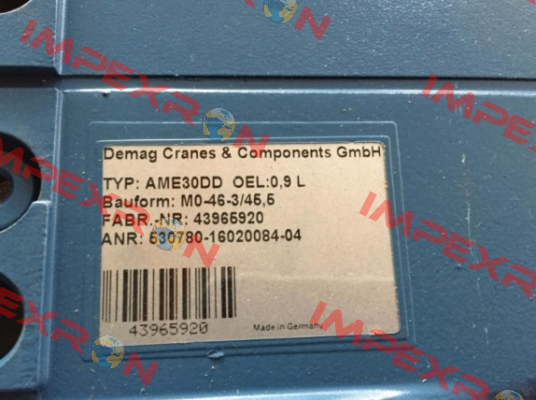 Demag Cranes & Components GmbH
TYP: AME30DD OEL:0,9 L
Bauform: M0-46-3/45,5
FABR.-NR: 43965920
ANR: 530780-16020084-04
43965920
Made in Germany
IMPEXRON
IMPEXRON
IMPEXRON
IMPEXRON
IMPEXRON